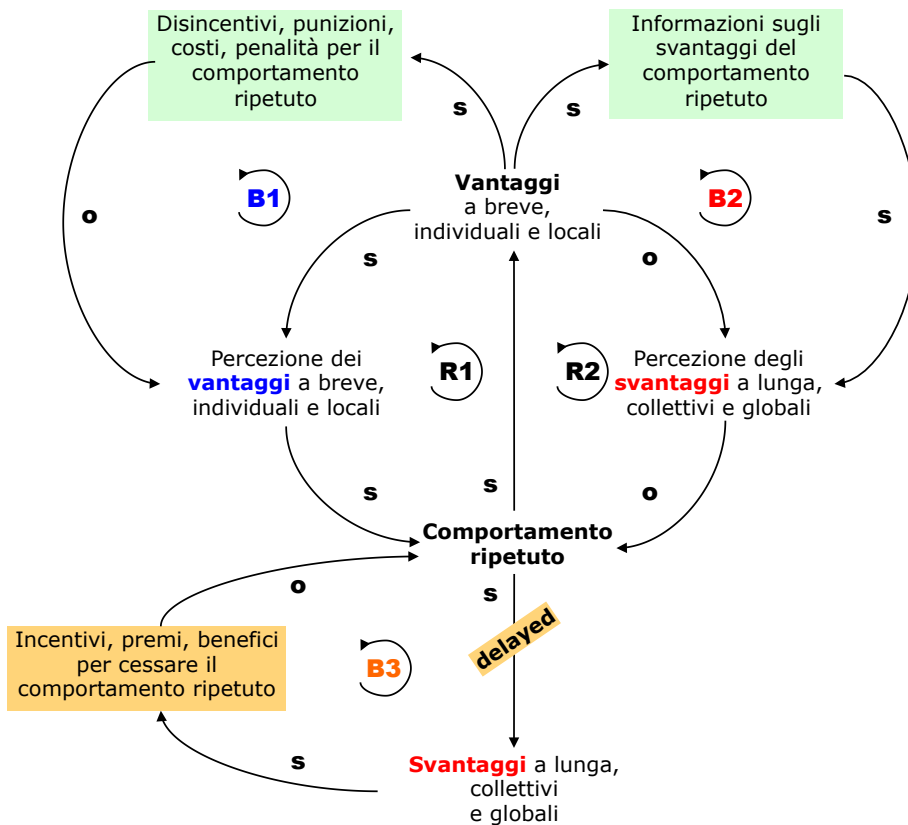 Disincentivi, punizioni,
costi, penalità per il
comportamento
ripetuto
Informazioni sugli
svantaggi del
comportamento
ripetuto
s
s
Vantaggi
a breve,
individuali e locali
B1
B2
o
s
s
o
Percezione dei
vantaggi a breve,
individuali e locali
R1
R2
Percezione degli
svantaggi a lunga,
collettivi e globali
s
s
o
Comportamento
ripetuto
o
s
delayed
Incentivi, premi, benefici
per cessare il
comportamento ripetuto
B3
s
Svantaggi a lunga,
collettivi
e globali